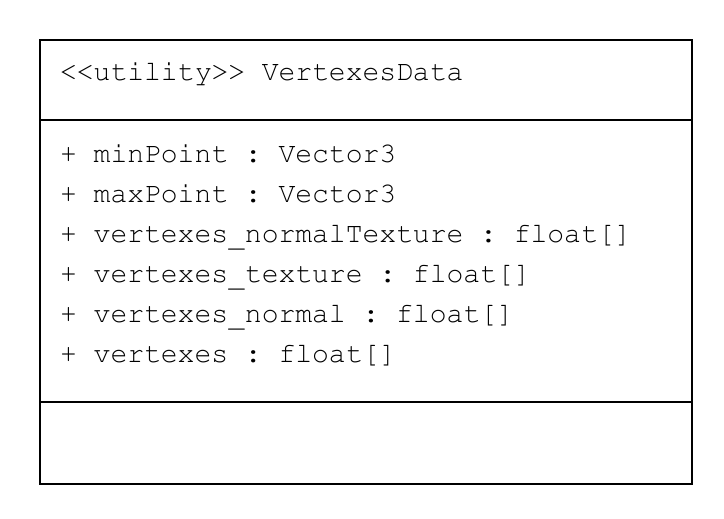 <<utility>> VertexesData
+ minPoint : Vector3
+ maxPoint : Vector3
+ vertexes_normalTexture : float[]
+ vertexes_texture : float[]
+ vertexes_normal : float[]
+ vertexes : float[]